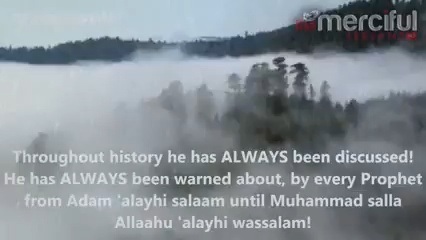 merciful
Throughout history he has ALWAYS been discussed!
He has ALWAYS been warned about, by every Prophet
from Adam 'alayhi salaam until Muhammad salla
Allaahu 'alayhi wassalam!